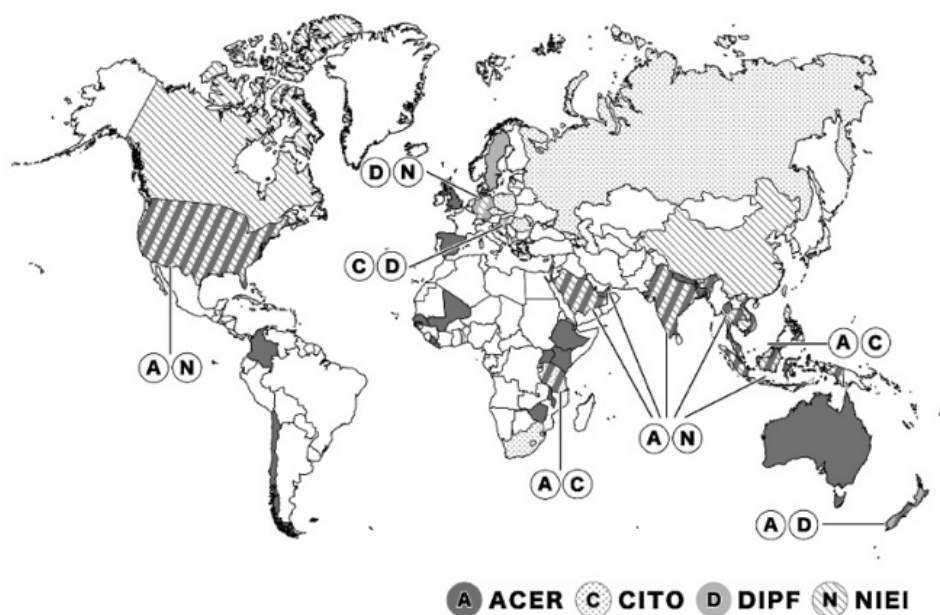 D N
C D
A N
A C
A C
A N
A D
A ACER C CITO D DIPF N NIEI